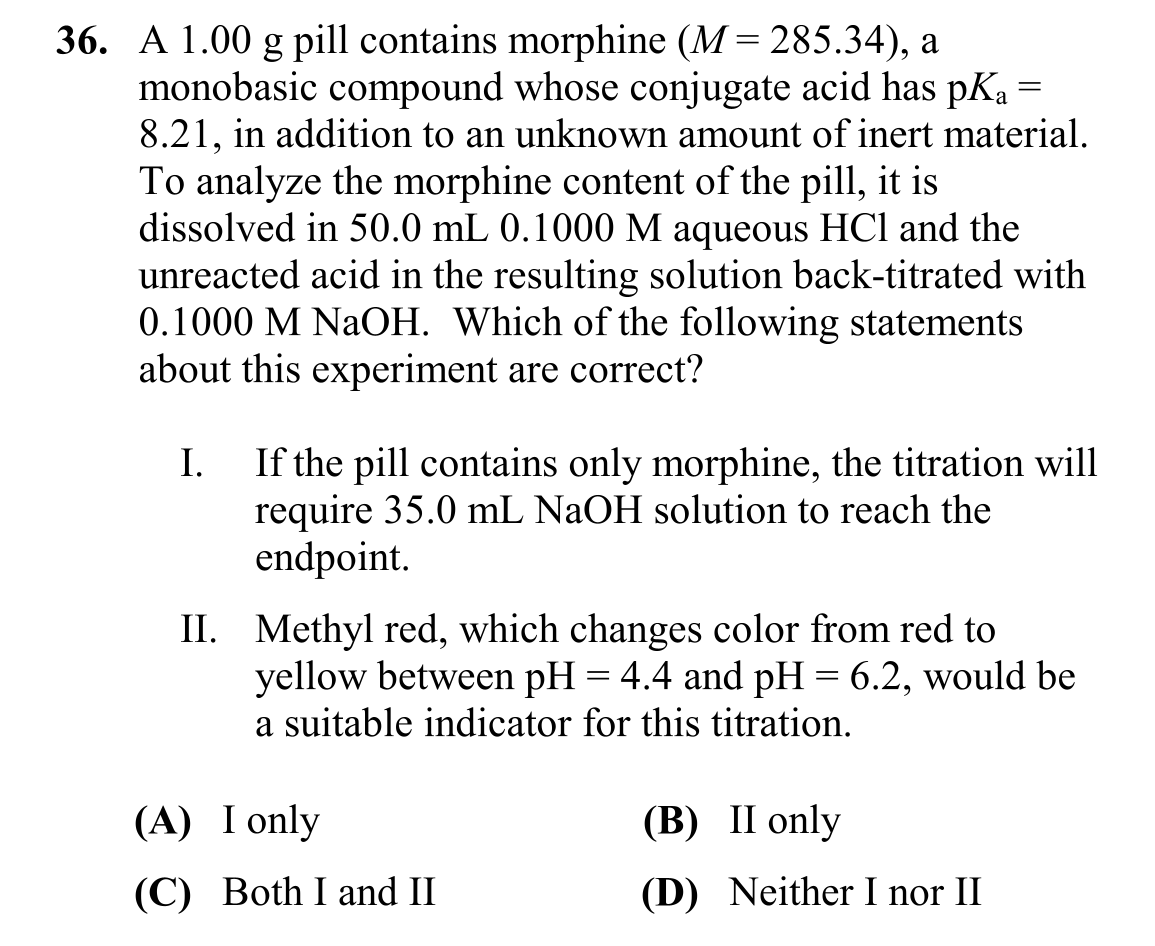 36. A 1.00 g pill contains morphine (M = 285.34), a
monobasic compound whose conjugate acid has pKₐ =
8.21, in addition to an unknown amount of inert material.
To analyze the morphine content of the pill, it is
dissolved in 50.0 mL 0.1000 M aqueous HCl and the
unreacted acid in the resulting solution back-titrated with
0.1000 M NaOH. Which of the following statements
about this experiment are correct?
I. If the pill contains only morphine, the titration will
require 35.0 mL NaOH solution to reach the
endpoint.
II. Methyl red, which changes color from red to
yellow between pH = 4.4 and pH = 6.2, would be
a suitable indicator for this titration.
(A) I only (B) II only
(C) Both I and II (D) Neither I nor II